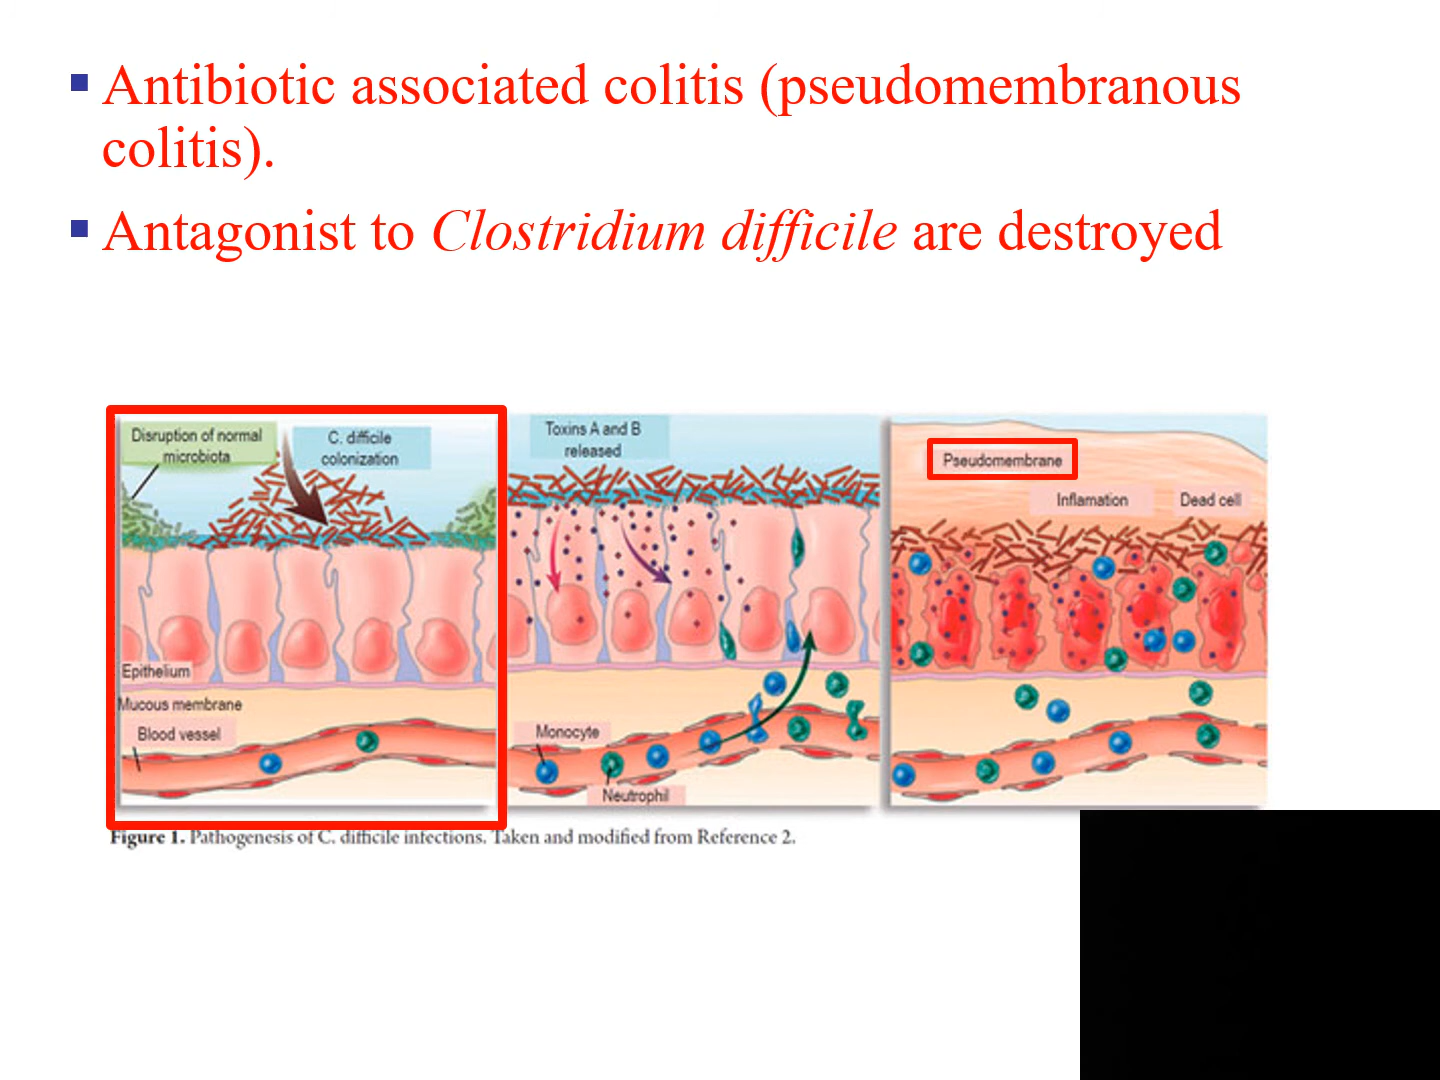 Antibiotic associated colitis (pseudomembranous
colitis).
Antagonist to Clostridium difficile are destroyed
Disruption of normal
microbiota
C. difficile
colonization
Epithelium
Mucous membrane
Blood vessel
Toxins A and B
released
Monocyte
Neutrophil
Pseudomembrane
Inflamation
Dead cell
Figure 1. Pathogenesis of C. difficile infections. Taken and modified from Reference 2.